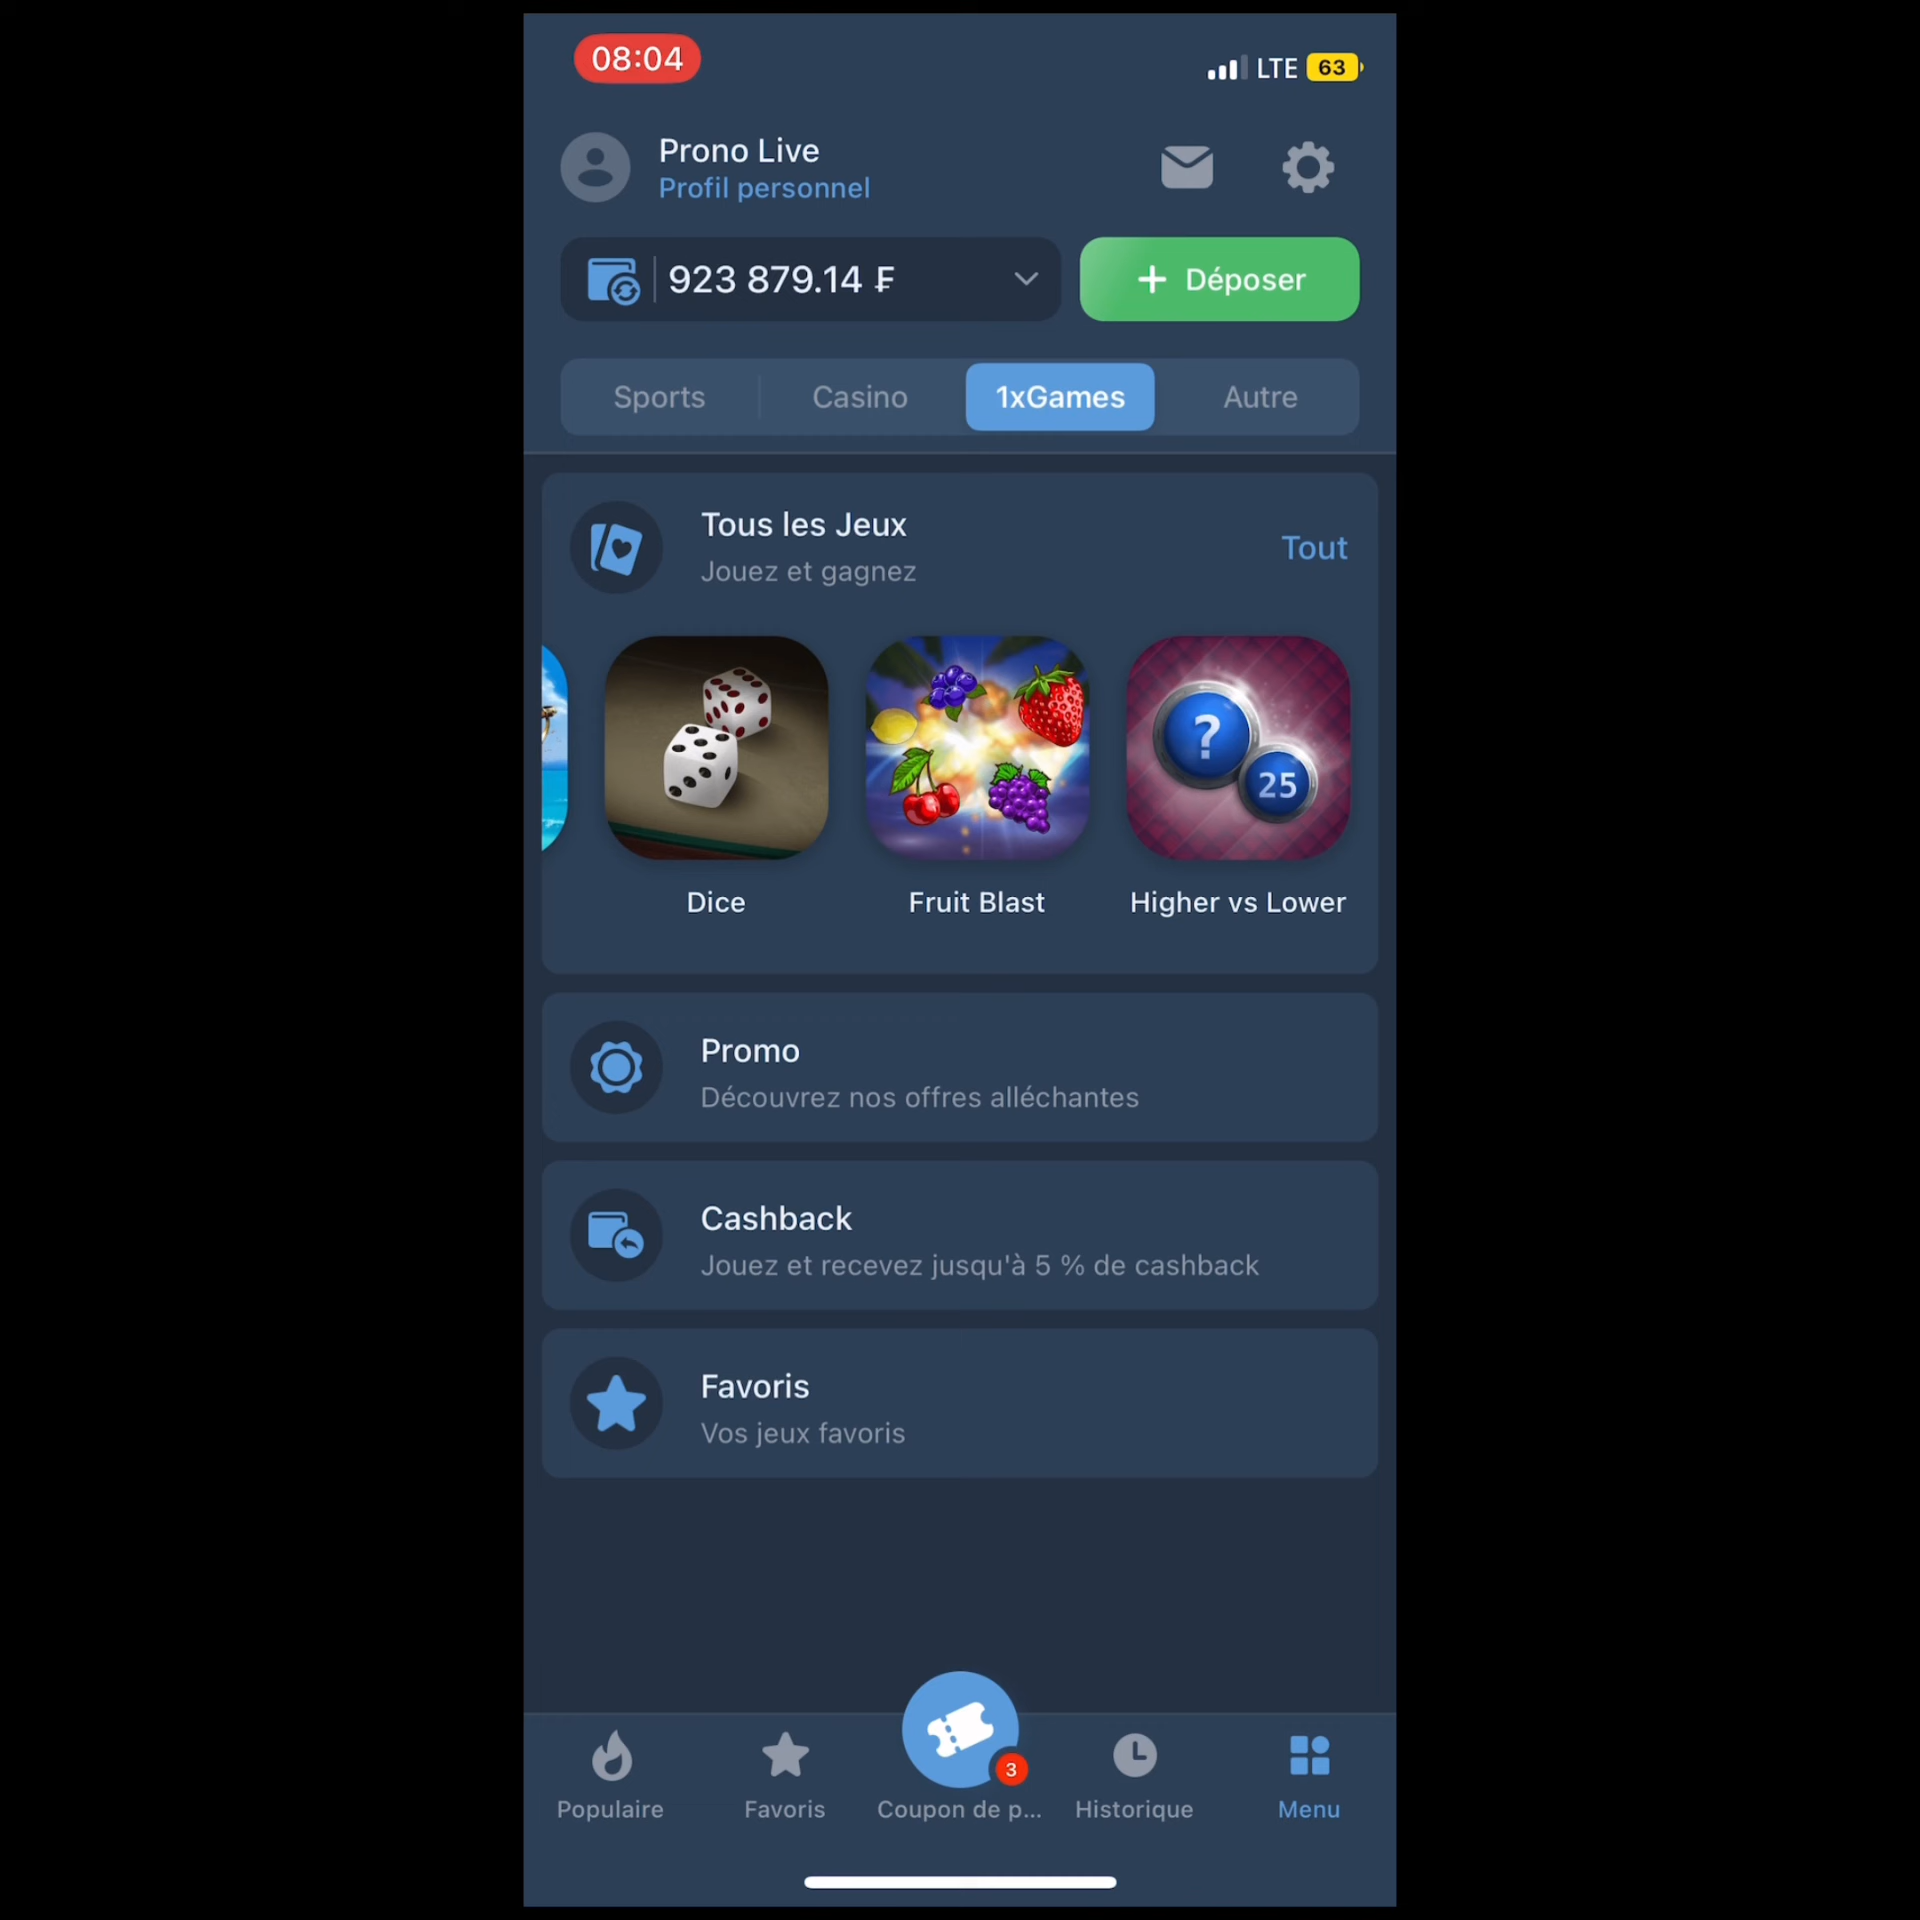 08:04
LTE 63
Prono Live
Profil personnel
923 879.14 ₣
+ Déposer
Sports
Casino
1xGames
Autre
Tous les Jeux
Jouez et gagnez
Tout
?
25
Dice
Fruit Blast
Higher vs Lower
Promo
Découvrez nos offres alléchantes
Cashback
Jouez et recevez jusqu'à 5 % de cashback
Favoris
Vos jeux favoris
3
Populaire
Favoris
Coupon de p...
Historique
Menu